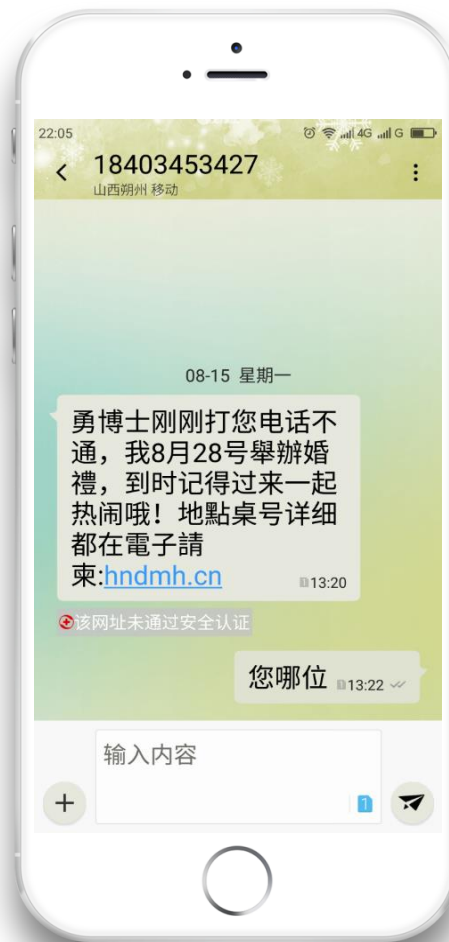 22:05
4G G
18403453427
山西朔州 移动
08-15 星期一
勇博士刚刚打您电话不
通，我8月28号舉辦婚
禮，到时记得过来一起
热闹哦！地點桌号详细
都在電子請
柬:hndmh.cn
13:20
该网址未通过安全认证
您哪位
13:22
输入内容
1